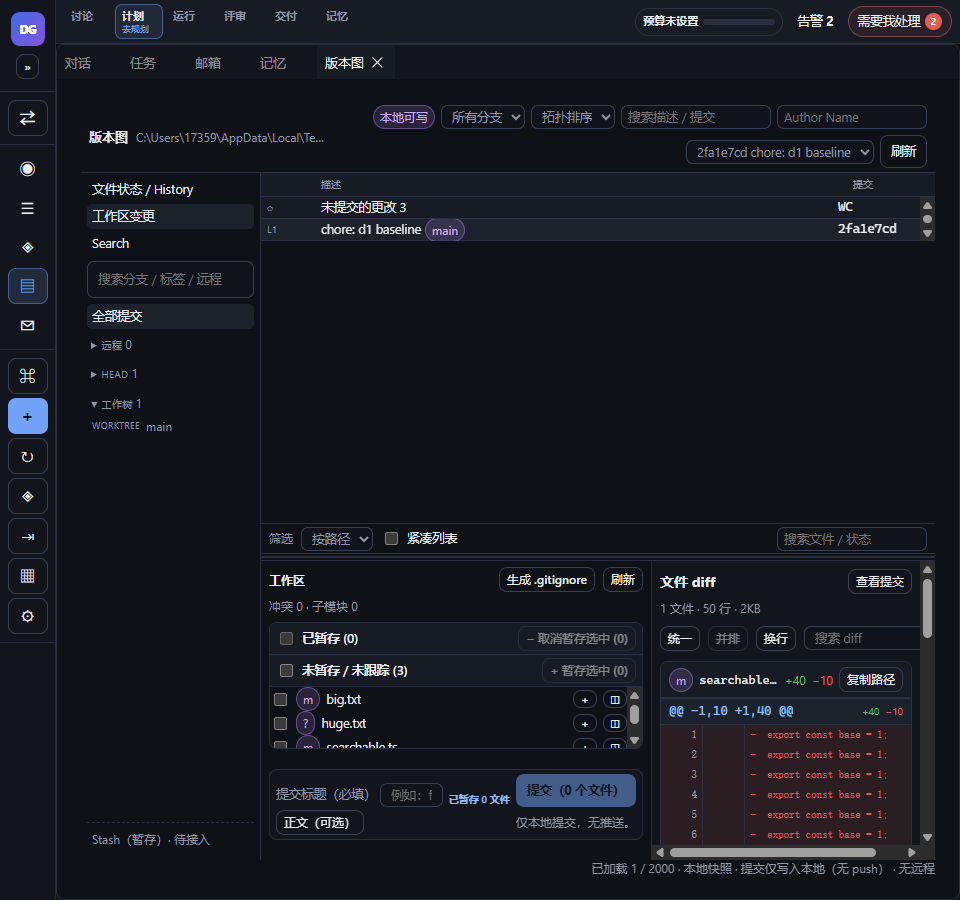 DG
讨论 计划 运行 评审 交付 记忆
去规划
预算未设置 告警 2 需要我处理 2
»
对话 任务 邮箱 记忆 版本图
版本图 C:\Users\17359\AppData\Local\Te...
本地可写 所有分支 拓扑排序 搜索描述 / 提交 Author Name
2fa1e7cd chore: d1 baseline 刷新
文件状态 / History
工作区变更
Search
搜索分支 / 标签 / 远程
全部提交
远程 0
HEAD 1
工作树 1
WORKTREE main
Stash（暂存）· 待接入
描述 提交
未提交的更改 3 WC
L1 chore: d1 baseline main 2fa1e7cd
筛选 按路径 紧凑列表 搜索文件 / 状态
工作区 生成 .gitignore 刷新
冲突 0 · 子模块 0
已暂存 (0) − 取消暂存选中 (0)
未暂存 / 未跟踪 (3) + 暂存选中 (0)
m big.txt +
? huge.txt +
m searchable.ts +
提交标题（必填） 例如：f 已暂存 0 文件 提交（0 个文件）
正文（可选） 仅本地提交，无推送。
文件 diff 查看提交
1 文件 · 50 行 · 2KB
统一 并排 换行 搜索 diff
m searchable… +40 −10 复制路径
@@ −1,10 +1,40 @@ +40 −10
1 − export const base = 1;
2 − export const base = 1;
3 − export const base = 1;
4 − export const base = 1;
5 − export const base = 1;
6 − export const base = 1;
已加载 1 / 2000 · 本地快照 · 提交仅写入本地（无 push） · 无远程